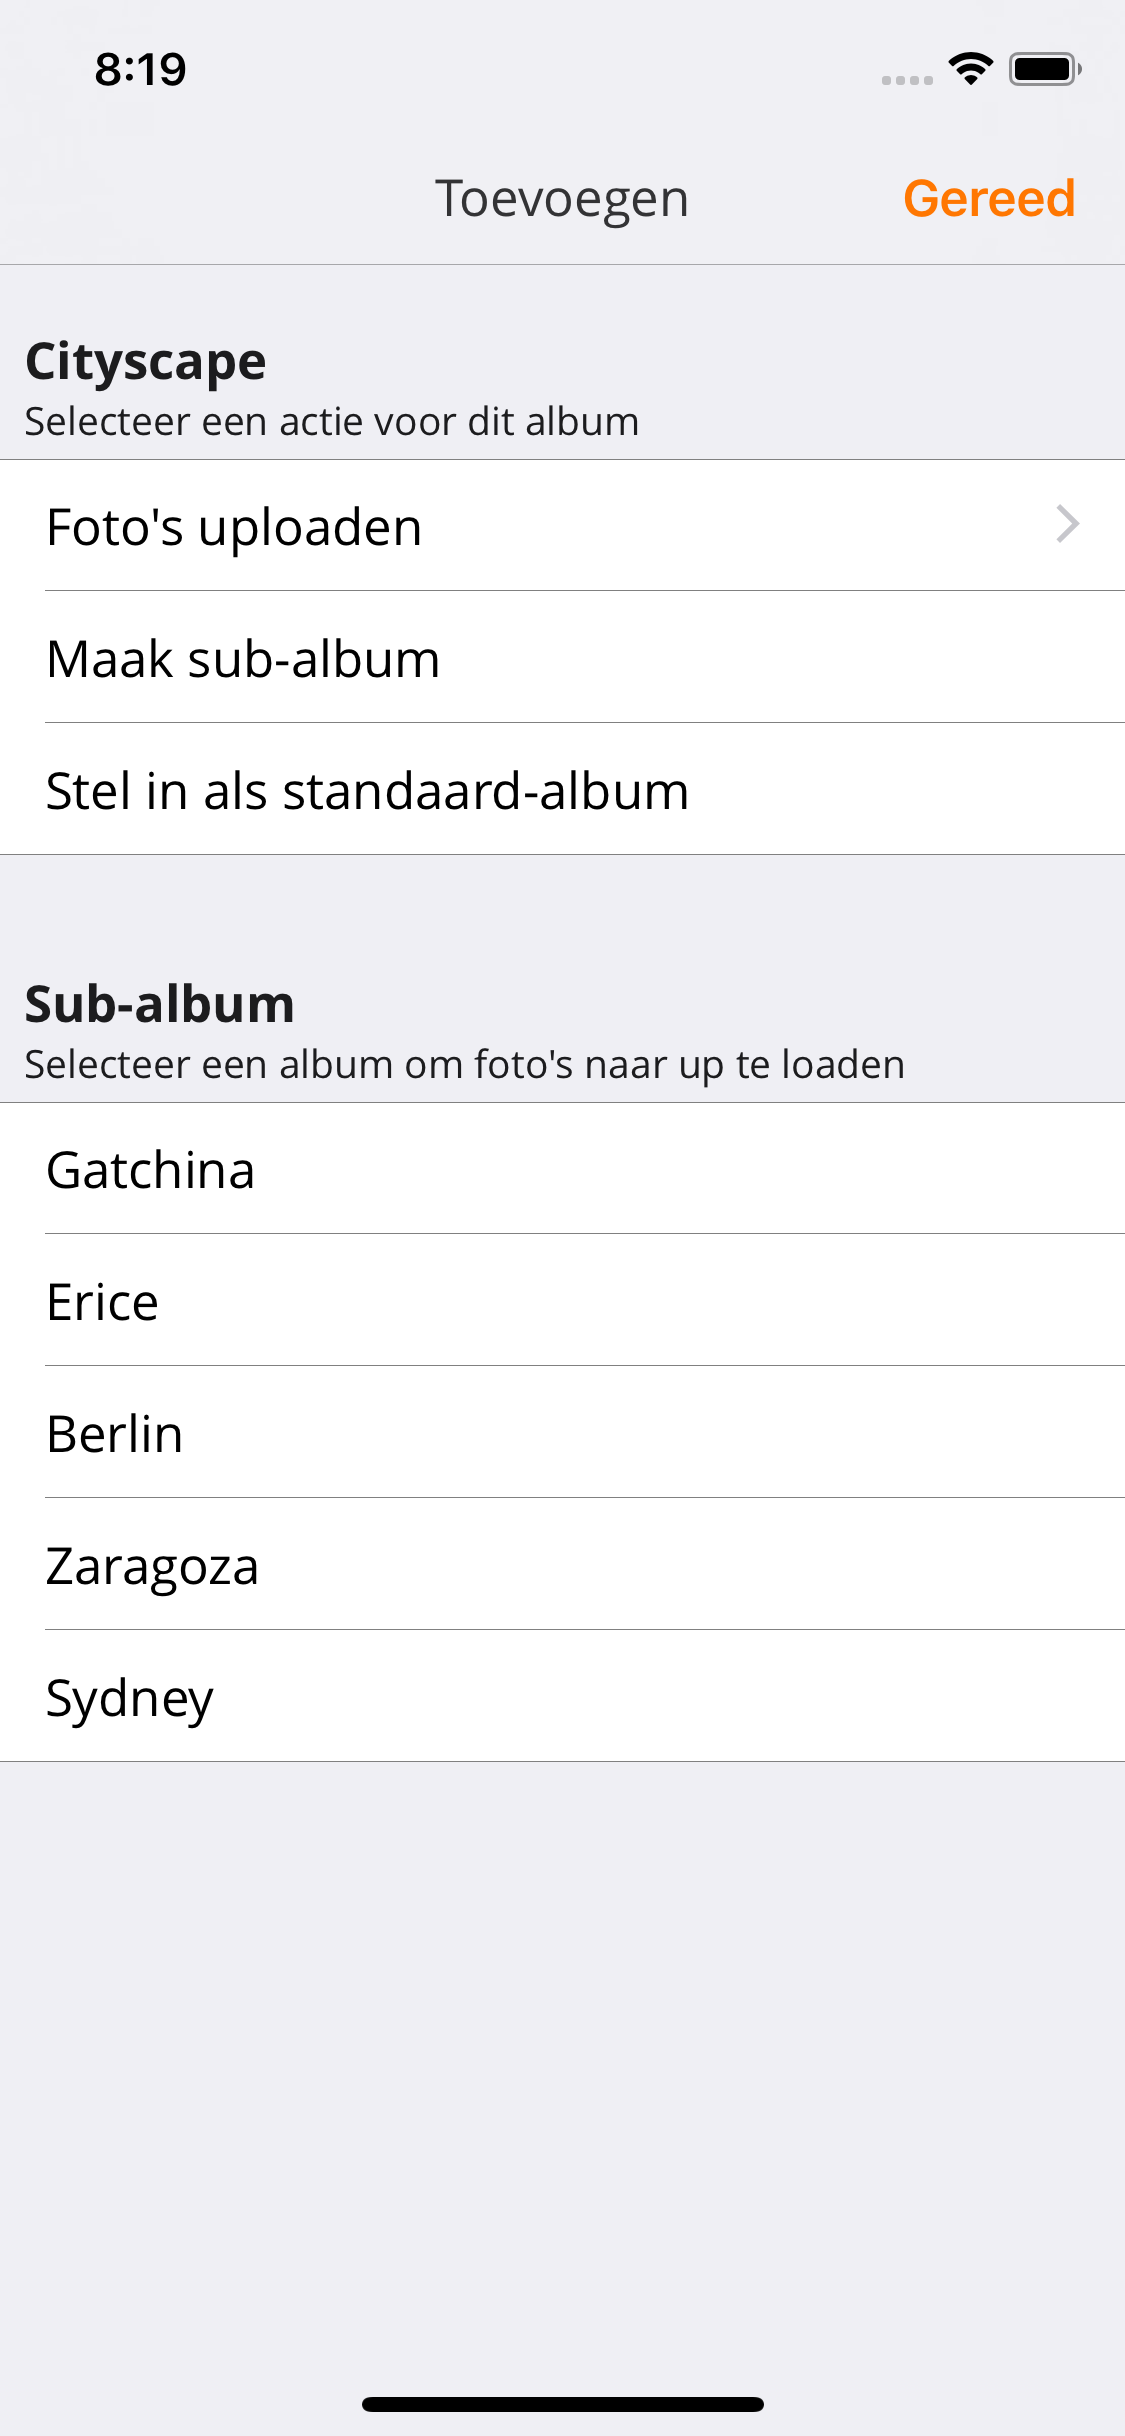 8:19
Toevoegen
Gereed
Cityscape
Selecteer een actie voor dit album
Foto's uploaden
Maak sub-album
Stel in als standaard-album
Sub-album
Selecteer een album om foto's naar up te loaden
Gatchina
Erice
Berlin
Zaragoza
Sydney